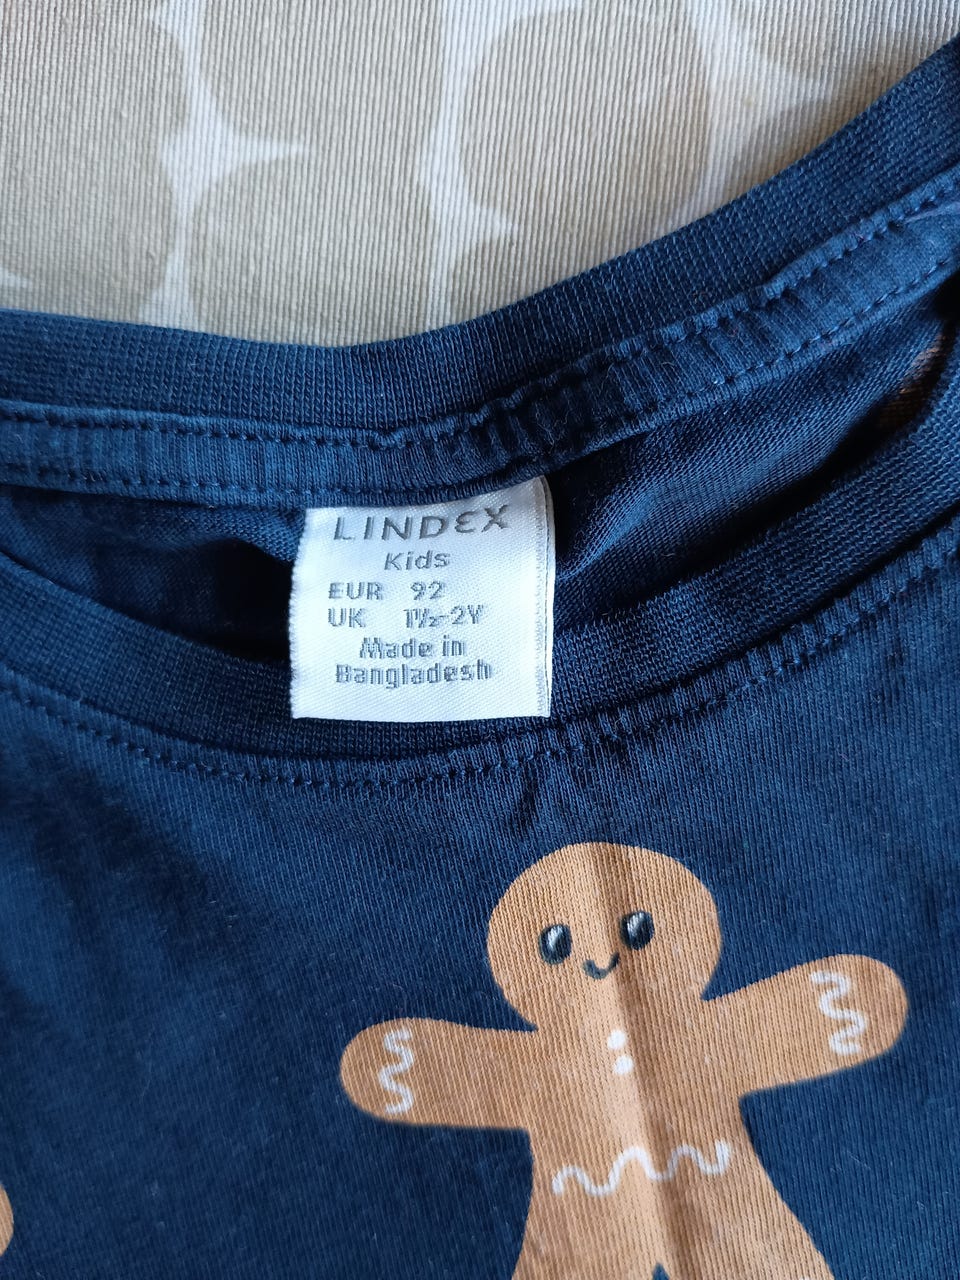 LINDEX
Kids
EUR 92
UK 1½-2Y
Made in
Bangladesh